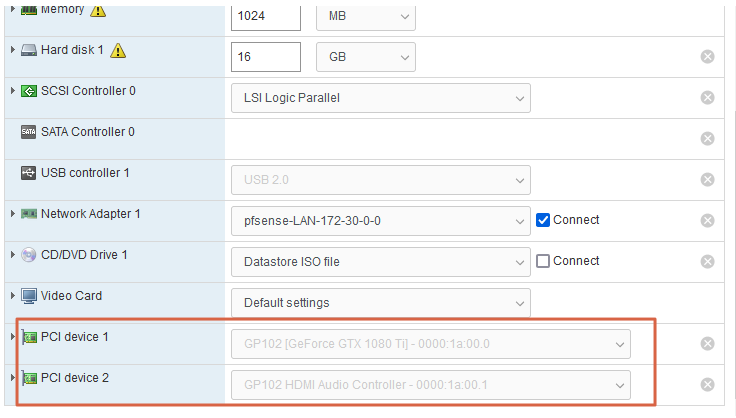 Memory
1024
MB
Hard disk 1
16
GB
SCSI Controller 0
LSI Logic Parallel
SATA
SATA Controller 0
USB controller 1
USB 2.0
Network Adapter 1
pfsense-LAN-172-30-0-0
Connect
CD/DVD Drive 1
Datastore ISO file
Connect
Video Card
Default settings
PCI device 1
GP102 [GeForce GTX 1080 Ti] - 0000:1a:00.0
PCI device 2
GP102 HDMI Audio Controller - 0000:1a:00.1